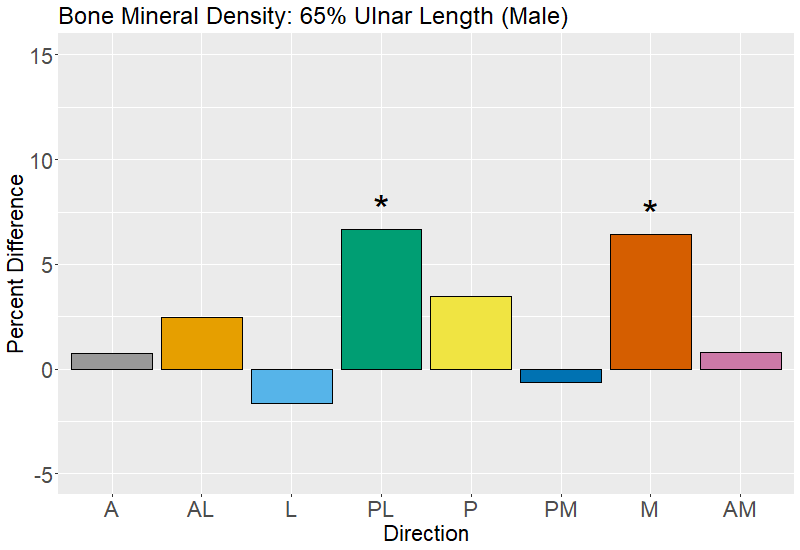 Bone Mineral Density: 65% Ulnar Length (Male)
Percent Difference
15
10
5
0
-5
*
*
A AL L PL P PM M AM
Direction